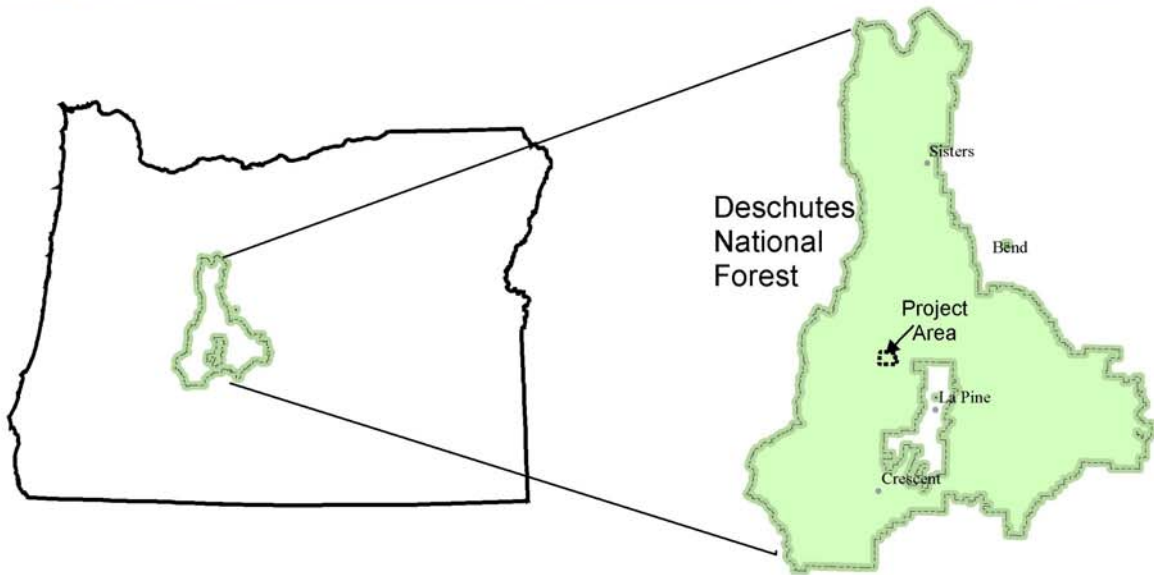 Sisters
Deschutes
National
Forest
Bend
Project
Area
La Pine
Crescent